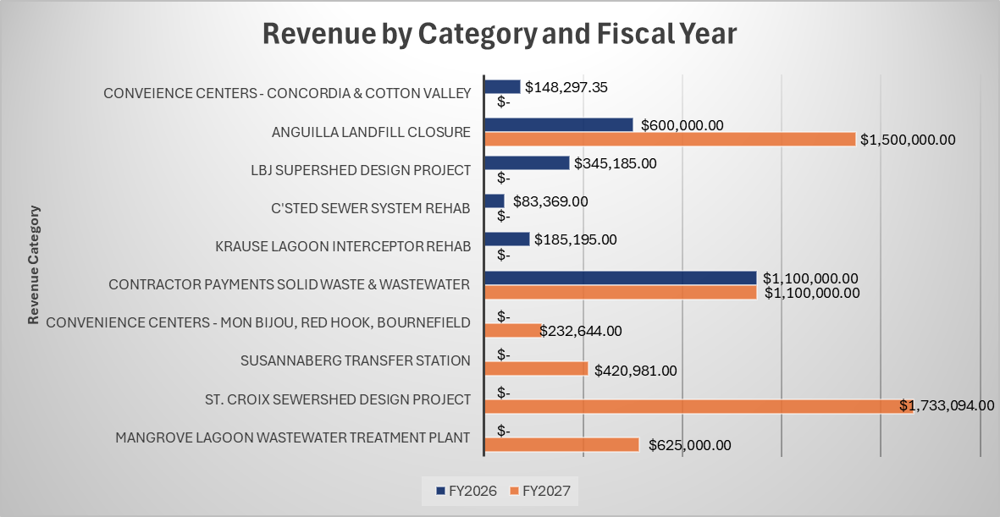 Revenue by Category and Fiscal Year
Revenue Category
CONVEIENCE CENTERS - CONCORDIA & COTTON VALLEY
$148,297.35
$-
ANGUILLA LANDFILL CLOSURE
$600,000.00
$1,500,000.00
LBJ SUPERSHED DESIGN PROJECT
$345,185.00
$-
C'STED SEWER SYSTEM REHAB
$83,369.00
$-
KRAUSE LAGOON INTERCEPTOR REHAB
$185,195.00
$-
CONTRACTOR PAYMENTS SOLID WASTE & WASTEWATER
$1,100,000.00
$1,100,000.00
CONVENIENCE CENTERS - MON BIJOU, RED HOOK, BOURNEFIELD
$-
$232,644.00
SUSANNABERG TRANSFER STATION
$-
$420,981.00
ST. CROIX SEWERSHED DESIGN PROJECT
$-
$1,733,094.00
MANGROVE LAGOON WASTEWATER TREATMENT PLANT
$-
$625,000.00
FY2026
FY2027